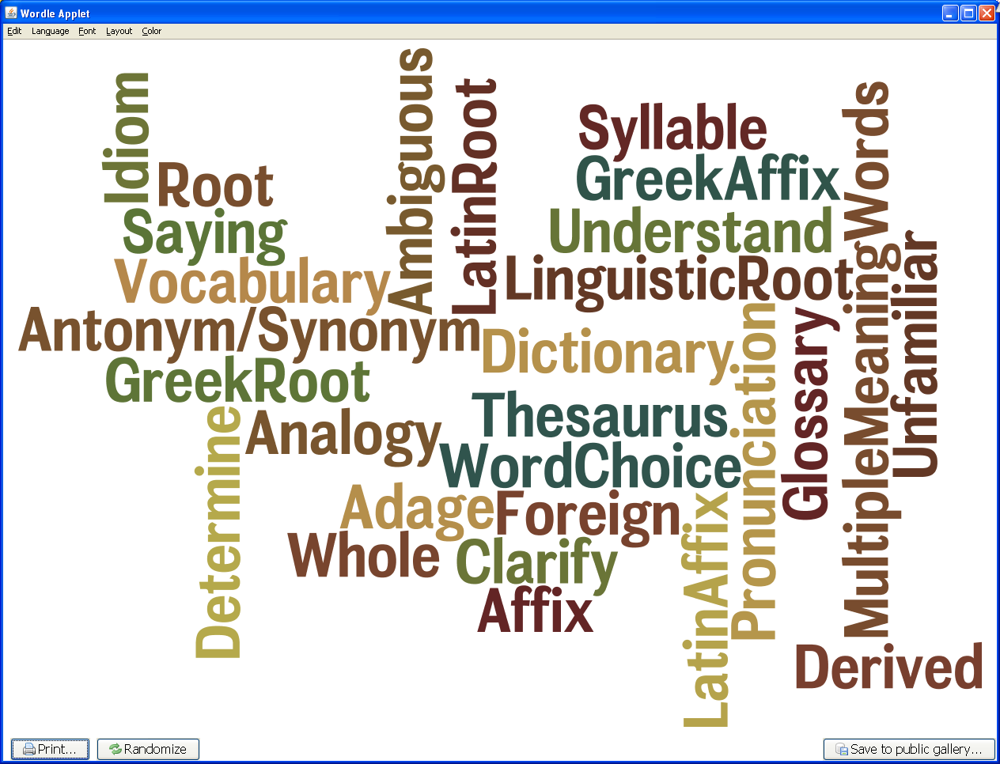 Wordle Applet
Edit Language Font Layout Color
Idiom
Ambiguous
LatinRoot
Syllable
MultipleMeaningWords
Root
GreekAffix
Saying
Understand
Unfamiliar
Vocabulary
LinguisticRoot
Antonym/Synonym
Dictionary
Pronunciation
Glossary
GreekRoot
Thesaurus
Determine
Analogy
WordChoice
Adage
Foreign
LatinAffix
Whole
Clarify
Affix
Derived
Print... Randomize Save to public gallery...